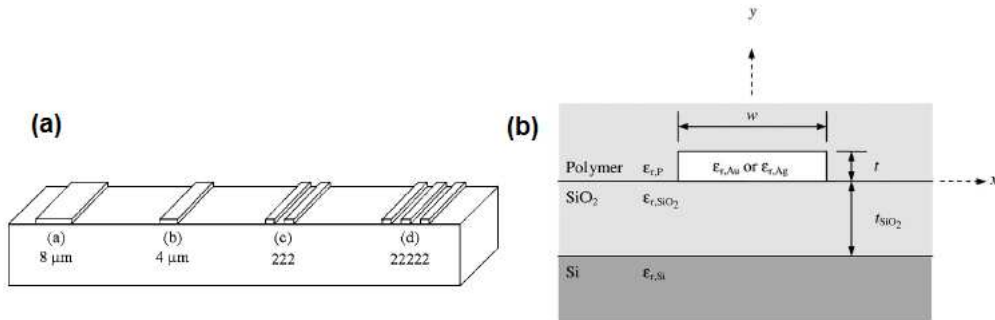 (a)
(a) (b) (c) (d)
8 μm 4 μm 222 22222
(b)
y
w
Polymer ε_r,P ε_r,Au or ε_r,Ag t
x
SiO₂ ε_r,SiO₂
t_SiO₂
Si ε_r,Si